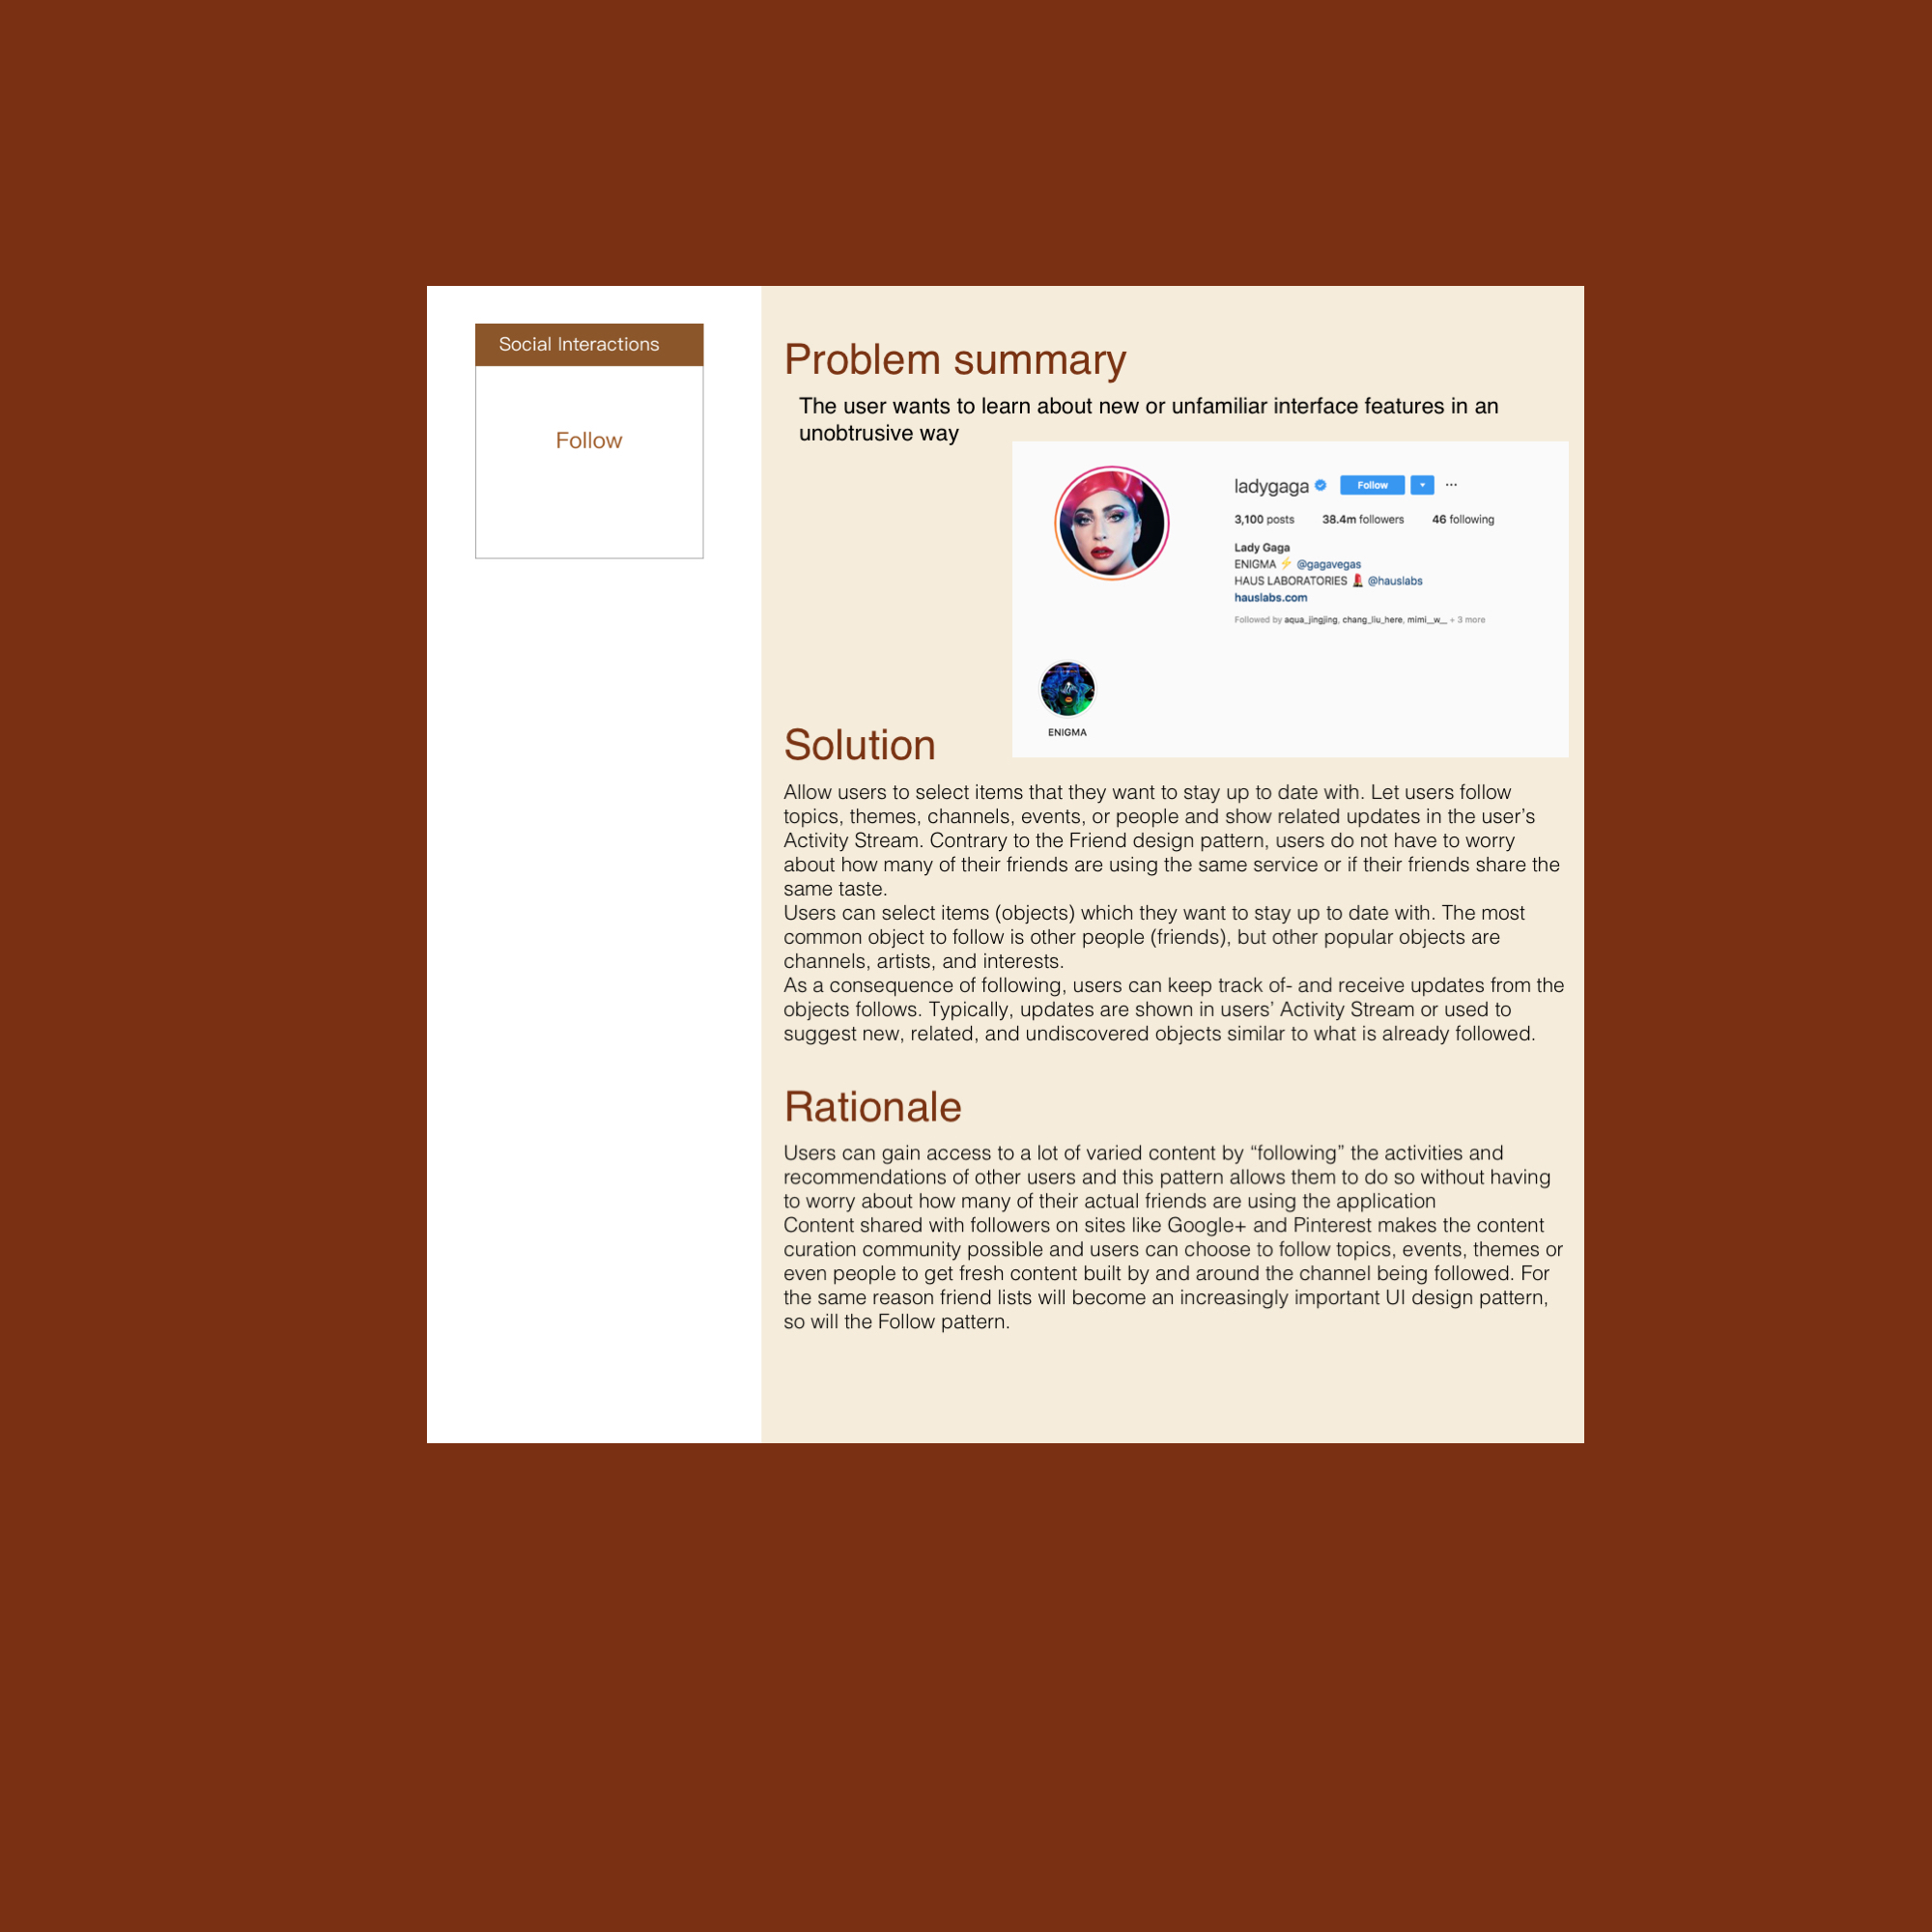 Social Interactions
Follow
Problem summary
The user wants to learn about new or unfamiliar interface features in an
unobtrusive way
ladygaga Follow ...
3,100 posts 38.4m followers 46 following
Lady Gaga
ENIGMA ⚡ @gagavegas
HAUS LABORATORIES 💄 @hauslabs
hauslabs.com
Followed by aqua_jingjing, chang_liu_here, mimi__w__ + 3 more
ENIGMA
Solution
Allow users to select items that they want to stay up to date with. Let users follow
topics, themes, channels, events, or people and show related updates in the user’s
Activity Stream. Contrary to the Friend design pattern, users do not have to worry
about how many of their friends are using the same service or if their friends share the
same taste.
Users can select items (objects) which they want to stay up to date with. The most
common object to follow is other people (friends), but other popular objects are
channels, artists, and interests.
As a consequence of following, users can keep track of- and receive updates from the
objects follows. Typically, updates are shown in users’ Activity Stream or used to
suggest new, related, and undiscovered objects similar to what is already followed.
Rationale
Users can gain access to a lot of varied content by “following” the activities and
recommendations of other users and this pattern allows them to do so without having
to worry about how many of their actual friends are using the application
Content shared with followers on sites like Google+ and Pinterest makes the content
curation community possible and users can choose to follow topics, events, themes or
even people to get fresh content built by and around the channel being followed. For
the same reason friend lists will become an increasingly important UI design pattern,
so will the Follow pattern.